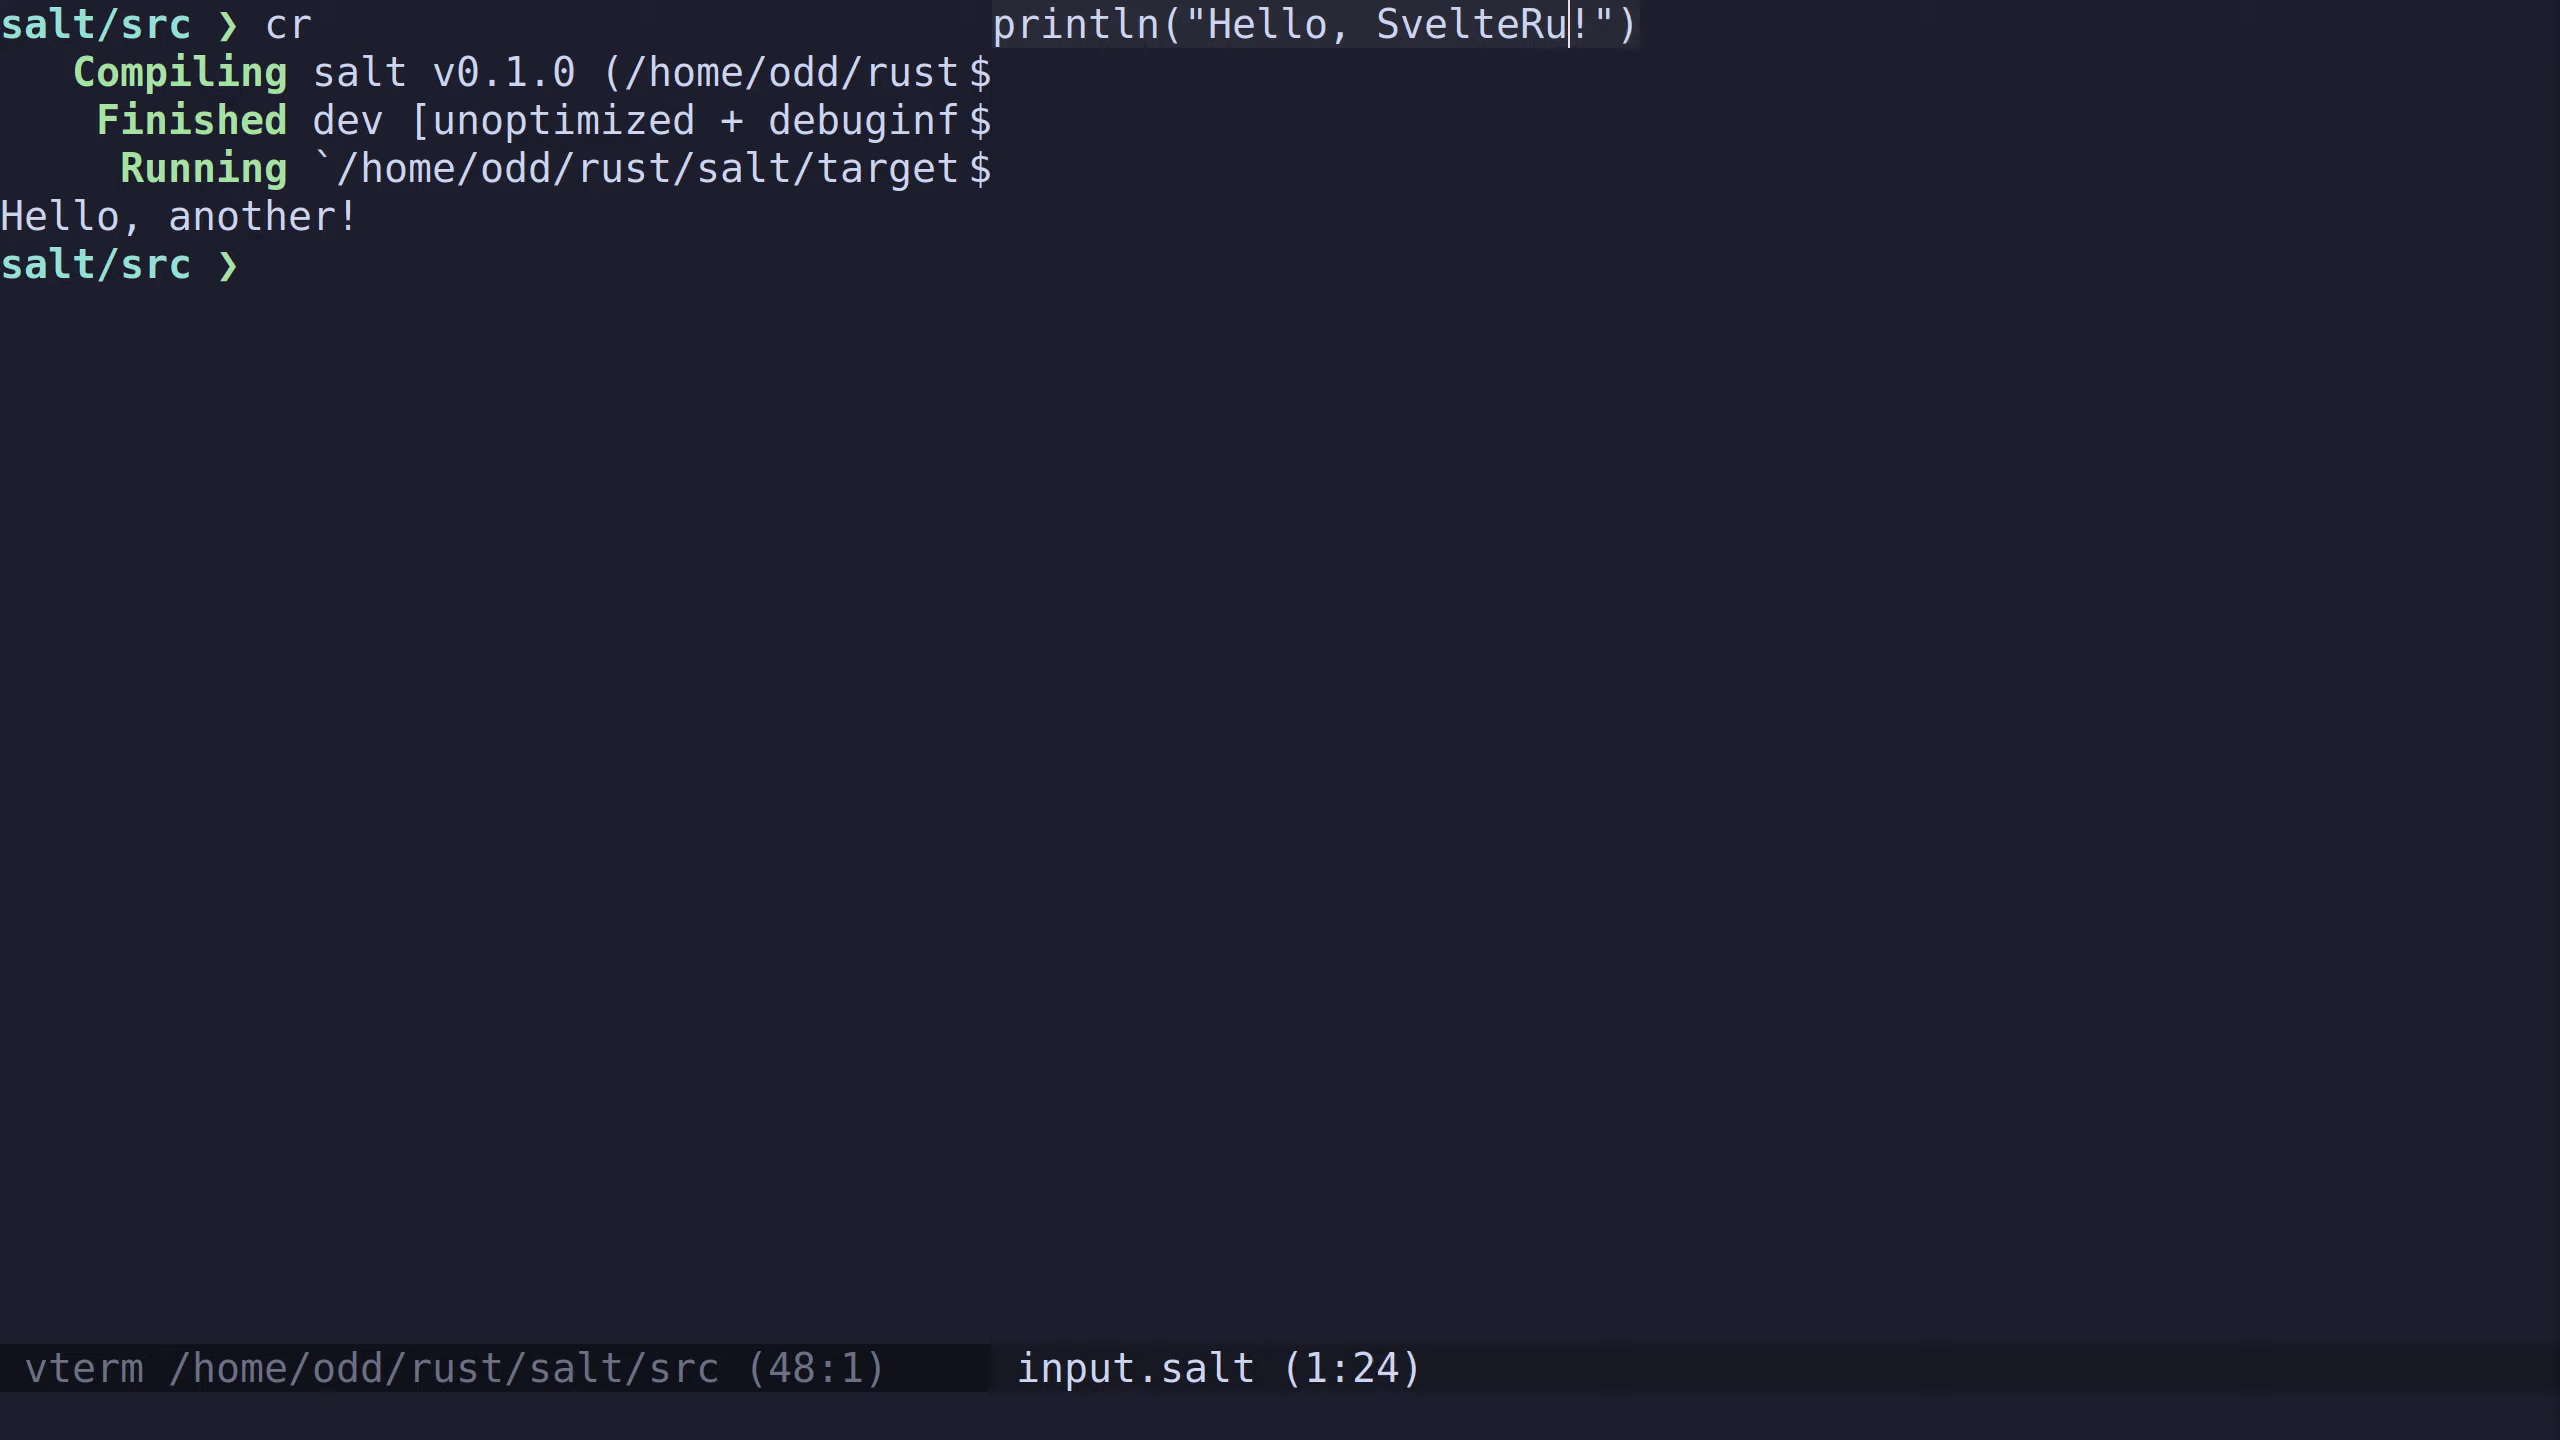 salt/src ❯ cr
   Compiling salt v0.1.0 (/home/odd/rust$
    Finished dev [unoptimized + debuginf$
     Running `/home/odd/rust/salt/target$
Hello, another!
salt/src ❯
println("Hello, SvelteRu!")
vterm /home/odd/rust/salt/src (48:1)
input.salt (1:24)